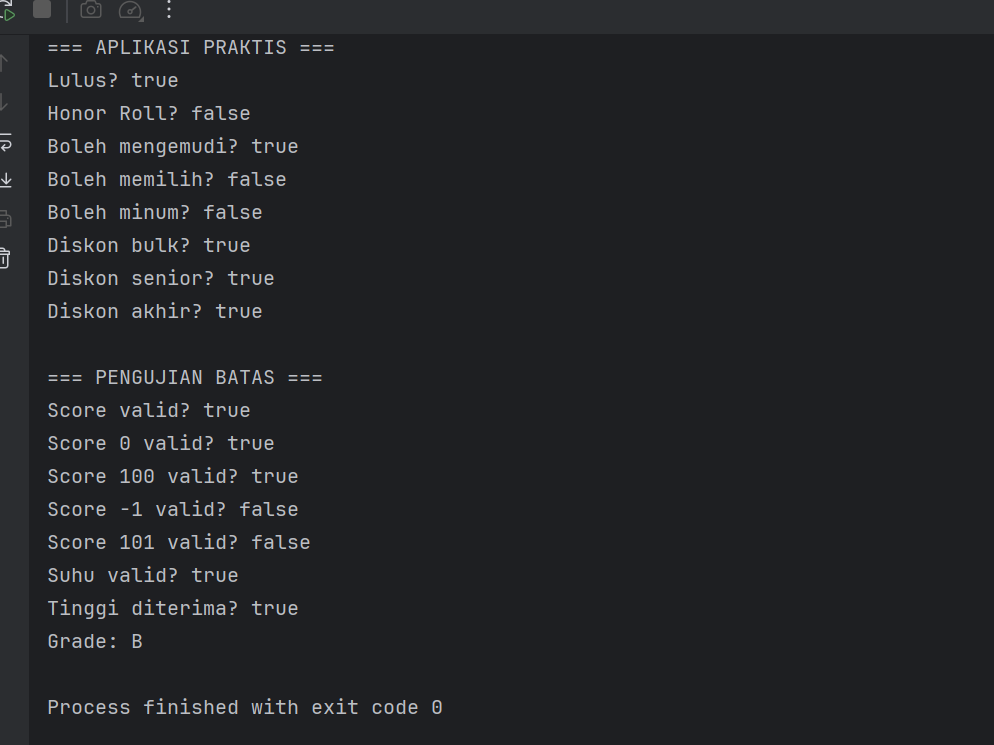 === APLIKASI PRAKTIS ===
Lulus? true
Honor Roll? false
Boleh mengemudi? true
Boleh memilih? false
Boleh minum? false
Diskon bulk? true
Diskon senior? true
Diskon akhir? true
=== PENGUJIAN BATAS ===
Score valid? true
Score 0 valid? true
Score 100 valid? true
Score -1 valid? false
Score 101 valid? false
Suhu valid? true
Tinggi diterima? true
Grade: B
Process finished with exit code 0